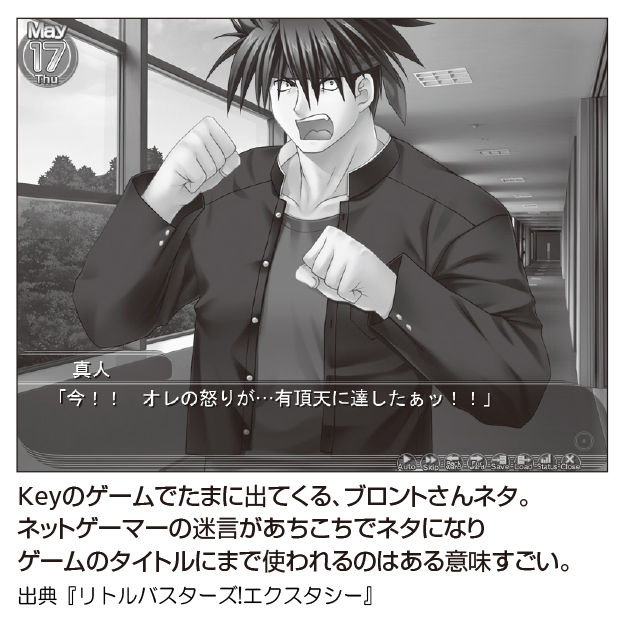 May
17
Thu
真人
「今！！　オレの怒りが…有頂天に達したぁッ！！」
Auto Skip Save Load Status Close
Keyのゲームでたまに出てくる、ブロントさんネタ。
ネットゲーマーの迷言があちこちでネタになり
ゲームのタイトルにまで使われるのはある意味すごい。
出典『リトルバスターズ!エクスタシー』